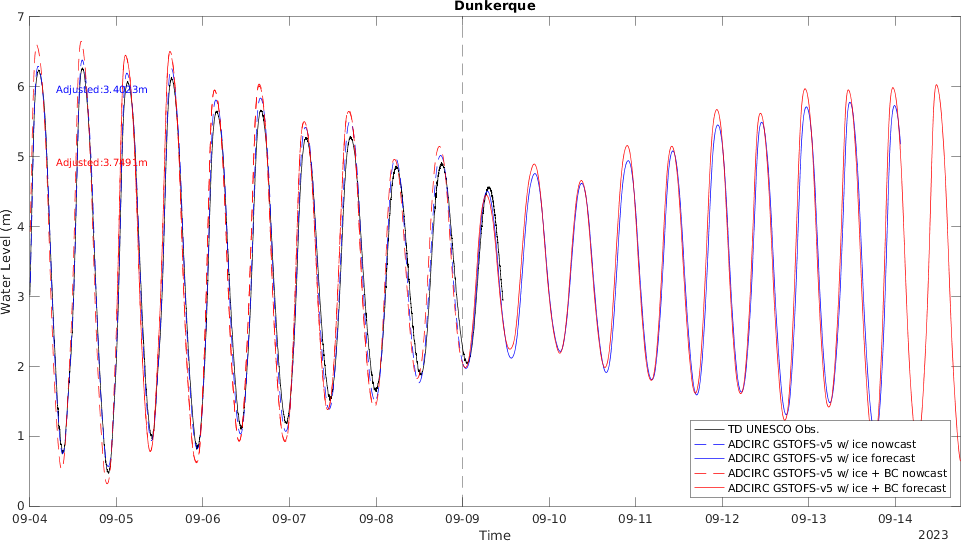 Dunkerque
7
6
5
4
3
2
1
0
Water Level (m)
Adjusted:3.4023m
Adjusted:3.7491m
TD UNESCO Obs.
ADCIRC GSTOFS-v5 w/ ice nowcast
ADCIRC GSTOFS-v5 w/ ice forecast
ADCIRC GSTOFS-v5 w/ ice + BC nowcast
ADCIRC GSTOFS-v5 w/ ice + BC forecast
09-04 09-05 09-06 09-07 09-08 09-09 09-10 09-11 09-12 09-13 09-14
Time
2023